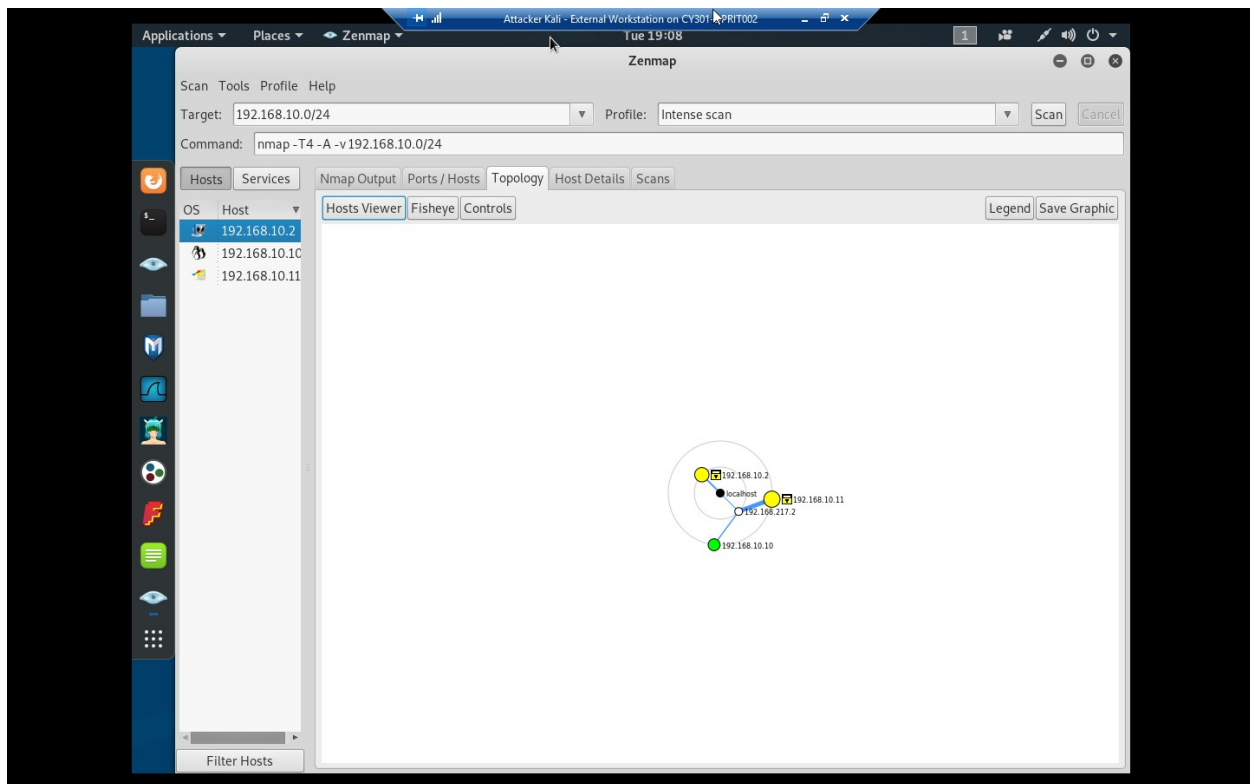 Attacker Kali - External Workstation on CY301-
PRIT002
Applications Places Zenmap Tue 19:08 1
Zenmap
Scan Tools Profile Help
Target: 192.168.10.0/24 Profile: Intense scan Scan Cancel
Command: nmap -T4 -A -v 192.168.10.0/24
Hosts Services Nmap Output Ports / Hosts Topology Host Details Scans
OS Host Hosts Viewer Fisheye Controls Legend Save Graphic
192.168.10.2
192.168.10.10
192.168.10.11
192.168.10.2
localhost
192.168.10.11
192.168.217.2
192.168.10.10
Filter Hosts